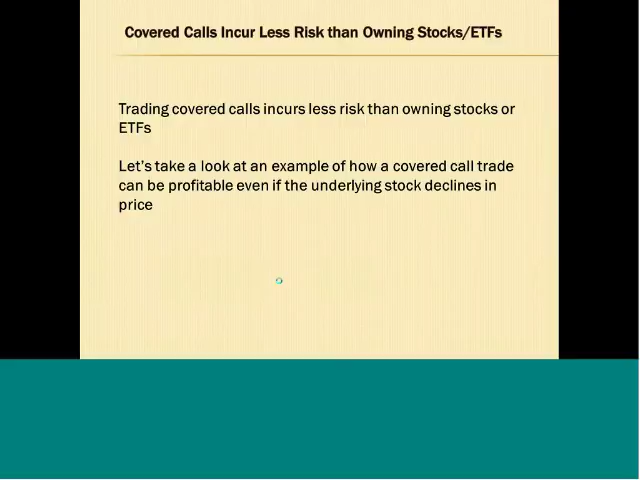 Covered Calls Incur Less Risk than Owning Stocks/ETFs
Trading covered calls incurs less risk than owning stocks or
ETFs
Let's take a look at an example of how a covered call trade
can be profitable even if the underlying stock declines in
price